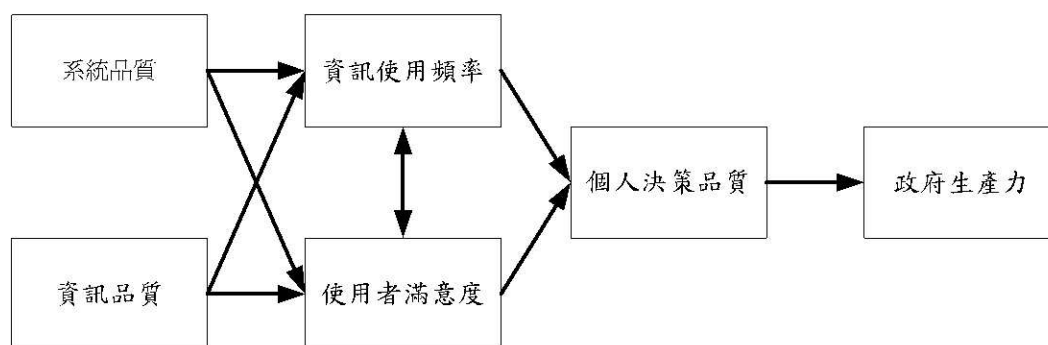 系統品質
資訊使用頻率
個人決策品質
政府生產力
資訊品質
使用者滿意度